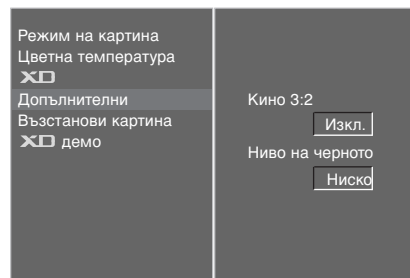 Режим на картина
Цветна температура
XD
Допълнителни
Възстанови картина
XD демо
Кино 3:2
Изкл.
Ниво на черното
Ниско